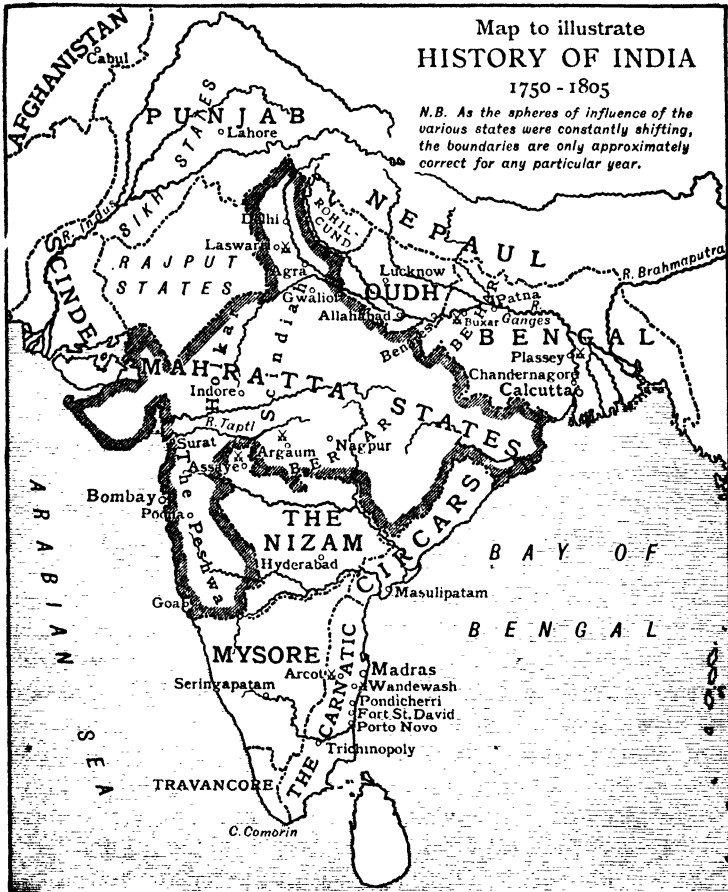 Map to illustrate
HISTORY OF INDIA
1750 - 1805
N.B. As the spheres of influence of the
various states were constantly shifting,
the boundaries are only approximately
correct for any particular year.
AFGHANISTAN
Cabul
PUNJAB
Lahore
SIKH STATES
R. Indus
SCINDE
RAJPUT
STATES
Delhi
Laswari
Agra
Gwalior
ROHIL-
CUND
NEPAUL
Lucknow
OUDH
Allahabad
Benares
BEHAR
Patna
Buxar
R. Ganges
R. Brahmaputra
BENGAL
Plassey
Chandernagore
Calcutta
MAHRATTA STATES
Holkar
Scindiah
Indore
R. Tapti
Surat
Argaum
Assaye
BERAR
Nagpur
Bombay
Poona
The Peshwa
THE
NIZAM
Hyderabad
CIRCARS
Masulipatam
Goa
ARABIAN SEA
BAY OF
BENGAL
MYSORE
Arcot
Seringapatam
THE CARNATIC
Madras
Wandewash
Pondicherri
Fort St. David
Porto Novo
Trichinopoly
TRAVANCORE
C. Comorin